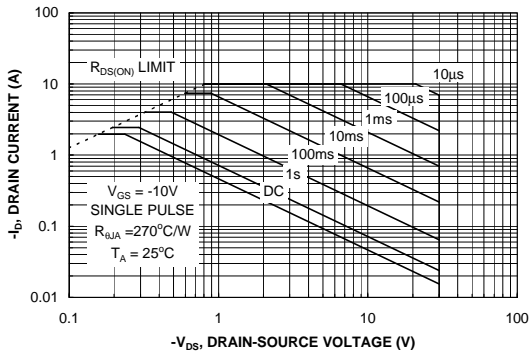 100
10
1
0.1
0.01
-I_D, DRAIN CURRENT (A)
R_DS(ON) LIMIT
10µs
100µs
1ms
10ms
100ms
1s
DC
V_GS = -10V
SINGLE PULSE
R_θJA=270°C/W
T_A = 25°C
0.1
1
10
100
-V_DS, DRAIN-SOURCE VOLTAGE (V)